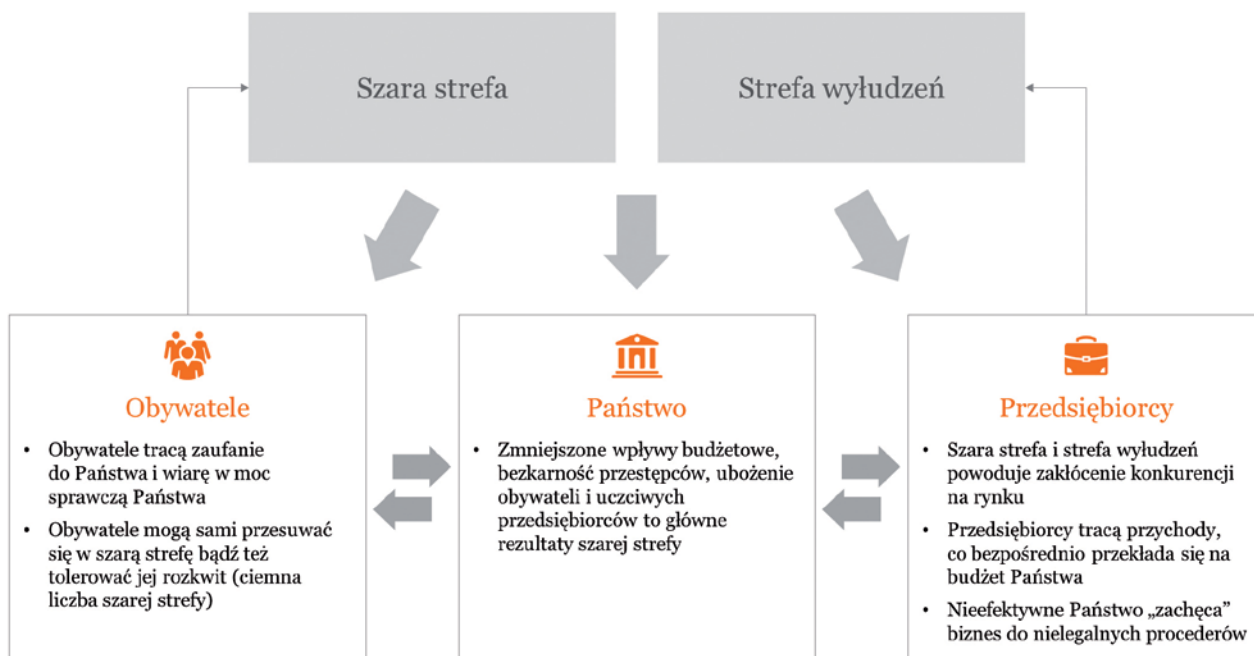 Szara strefa
Strefa wyłudzeń
Obywatele
• Obywatele tracą zaufanie
do Państwa i wiarę w moc
sprawczą Państwa
• Obywatele mogą sami przesuwać
się w szarą strefę bądź też
tolerować jej rozkwit (ciemna
liczba szarej strefy)
Państwo
• Zmniejszone wpływy budżetowe,
bezkarność przestępców, ubożenie
obywateli i uczciwych
przedsiębiorców to główne
rezultaty szarej strefy
Przedsiębiorcy
• Szara strefa i strefa wyłudzeń
powoduje zakłócenie konkurencji
na rynku
• Przedsiębiorcy tracą przychody,
co bezpośrednio przekłada się na
budżet Państwa
• Nieefektywne Państwo „zachęca”
biznes do nielegalnych procederów